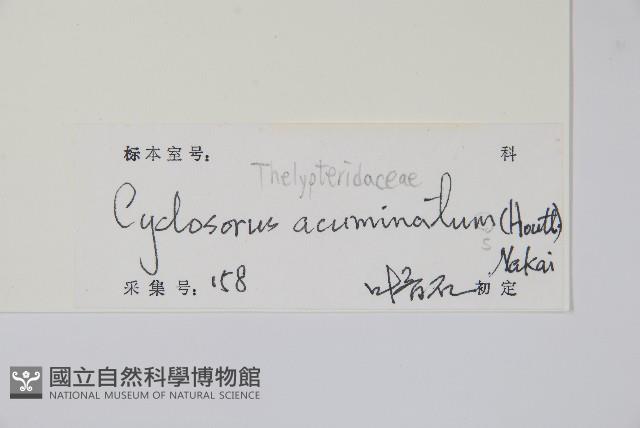 标本室号: 科
Thelypteridaceae
Cyclosorus acuminatum (Houtt.)
s Nakai
采集号: 158 初定
國立自然科學博物館
NATIONAL MUSEUM OF NATURAL SCIENCE